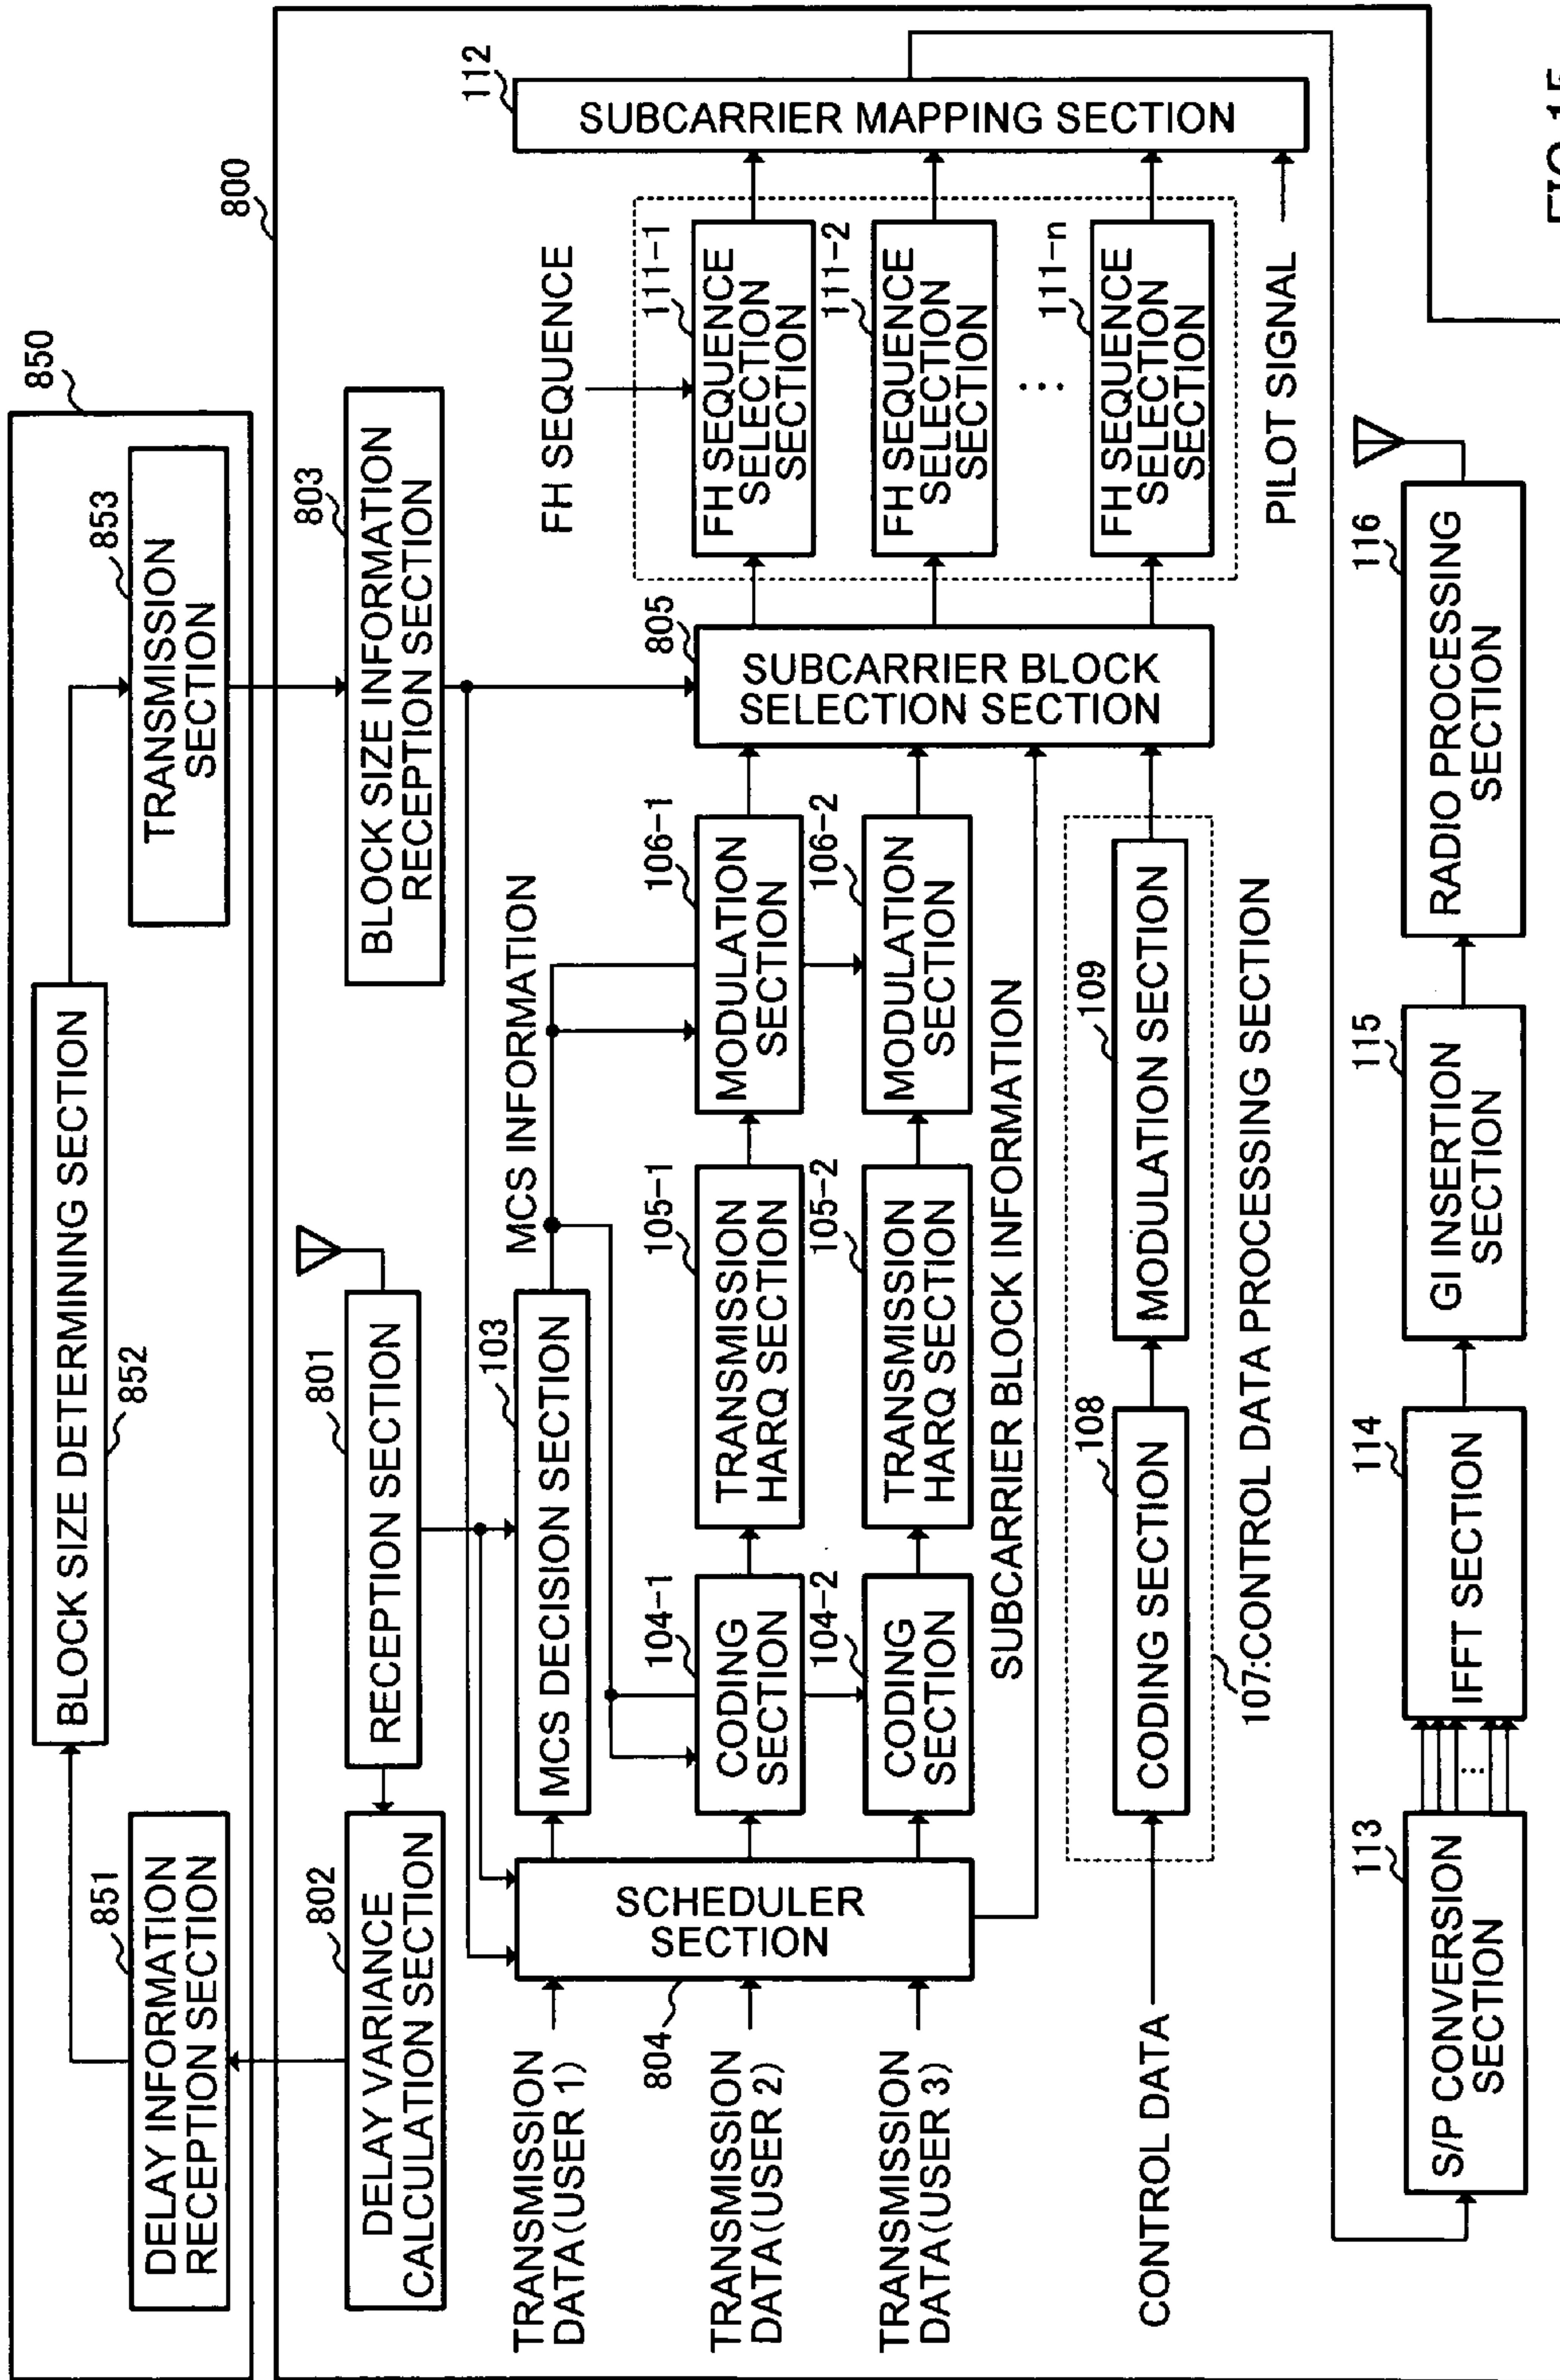 850
BLOCK SIZE DETERMINING SECTION
852
DELAY INFORMATION
RECEPTION SECTION
851
TRANSMISSION
SECTION
853
800
DELAY VARIANCE
CALCULATION SECTION
802
RECEPTION SECTION
801
BLOCK SIZE INFORMATION
RECEPTION SECTION
803
TRANSMISSION
DATA(USER 1)
TRANSMISSION
DATA(USER 2)
TRANSMISSION
DATA(USER 3)
SCHEDULER
SECTION
804
MCS DECISION SECTION
103
MCS INFORMATION
CODING
SECTION
104-1
TRANSMISSION
HARQ SECTION
105-1
MODULATION
SECTION
106-1
CODING
SECTION
104-2
TRANSMISSION
HARQ SECTION
105-2
MODULATION
SECTION
106-2
SUBCARRIER BLOCK INFORMATION
CONTROL DATA
CODING SECTION
108
MODULATION SECTION
109
107:CONTROL DATA PROCESSING SECTION
SUBCARRIER BLOCK
SELECTION SECTION
805
FH SEQUENCE
FH SEQUENCE
SELECTION
SECTION
111-1
FH SEQUENCE
SELECTION
SECTION
111-2
...
FH SEQUENCE
SELECTION
SECTION
111-n
PILOT SIGNAL
SUBCARRIER MAPPING SECTION
112
S/P CONVERSION
SECTION
113
...
IFFT SECTION
114
GI INSERTION
SECTION
115
RADIO PROCESSING
SECTION
116
FIG.15